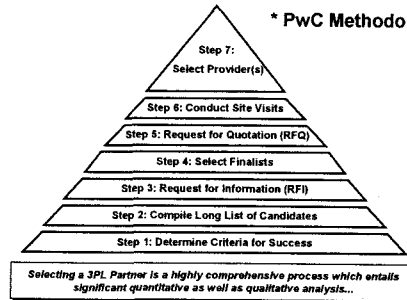 * PwC Methodo
Step 7:
Select Provider(s)
Step 6: Conduct Site Visits
Step 5: Request for Quotation (RFQ)
Step 4: Select Finalists
Step 3: Request for Information (RFI)
Step 2: Compile Long List of Candidates
Step 1: Determine Criteria for Success
Selecting a 3PL Partner is a highly comprehensive process which entails
significant quantitative as well as qualitative analysis...